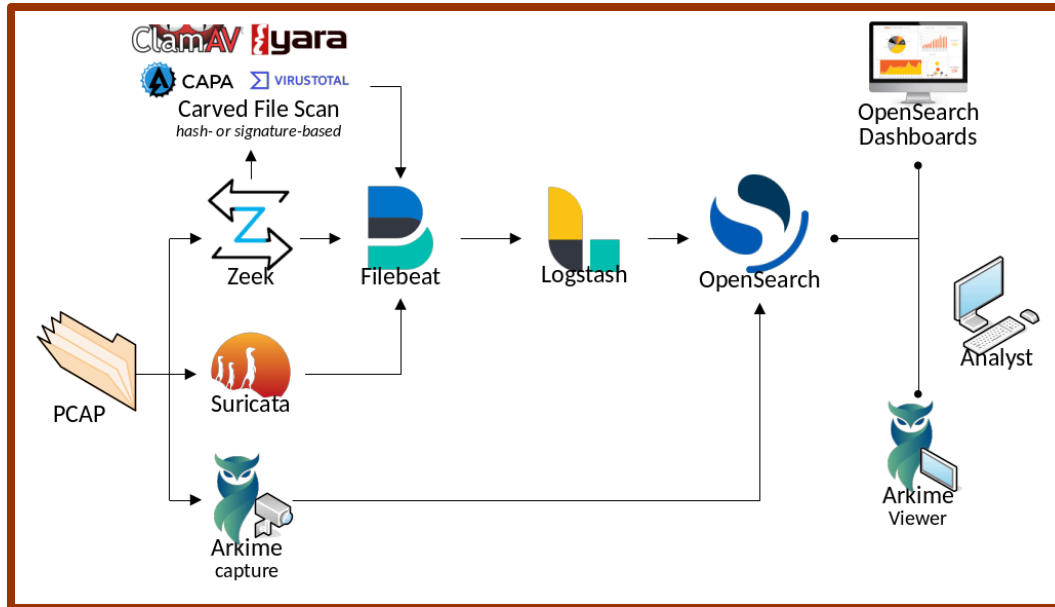 ClamAV yara
CAPA VIRUSTOTAL
Carved File Scan
hash- or signature-based
OpenSearch
Dashboards
Zeek
Filebeat
Logstash
OpenSearch
Analyst
PCAP
Suricata
Arkime
capture
Arkime
Viewer